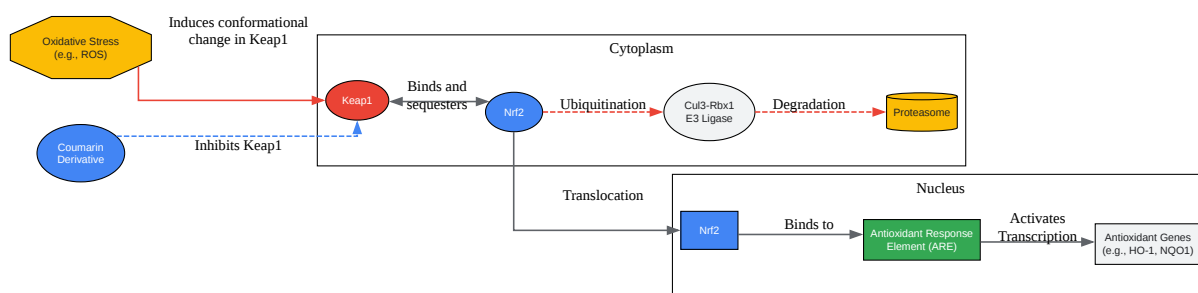 Induces conformational
change in Keap1
Oxidative Stress
(e.g., ROS)
Cytoplasm
Keap1
Binds and
sequesters
Nrf2
Ubiquitination
Cul3-Rbx1
E3 Ligase
Degradation
Proteasome
Coumarin
Derivative
Inhibits Keap1
Translocation
Nucleus
Nrf2
Binds to
Antioxidant Response
Element (ARE)
Activates
Transcription
Antioxidant Genes
(e.g., HO-1, NQO1)